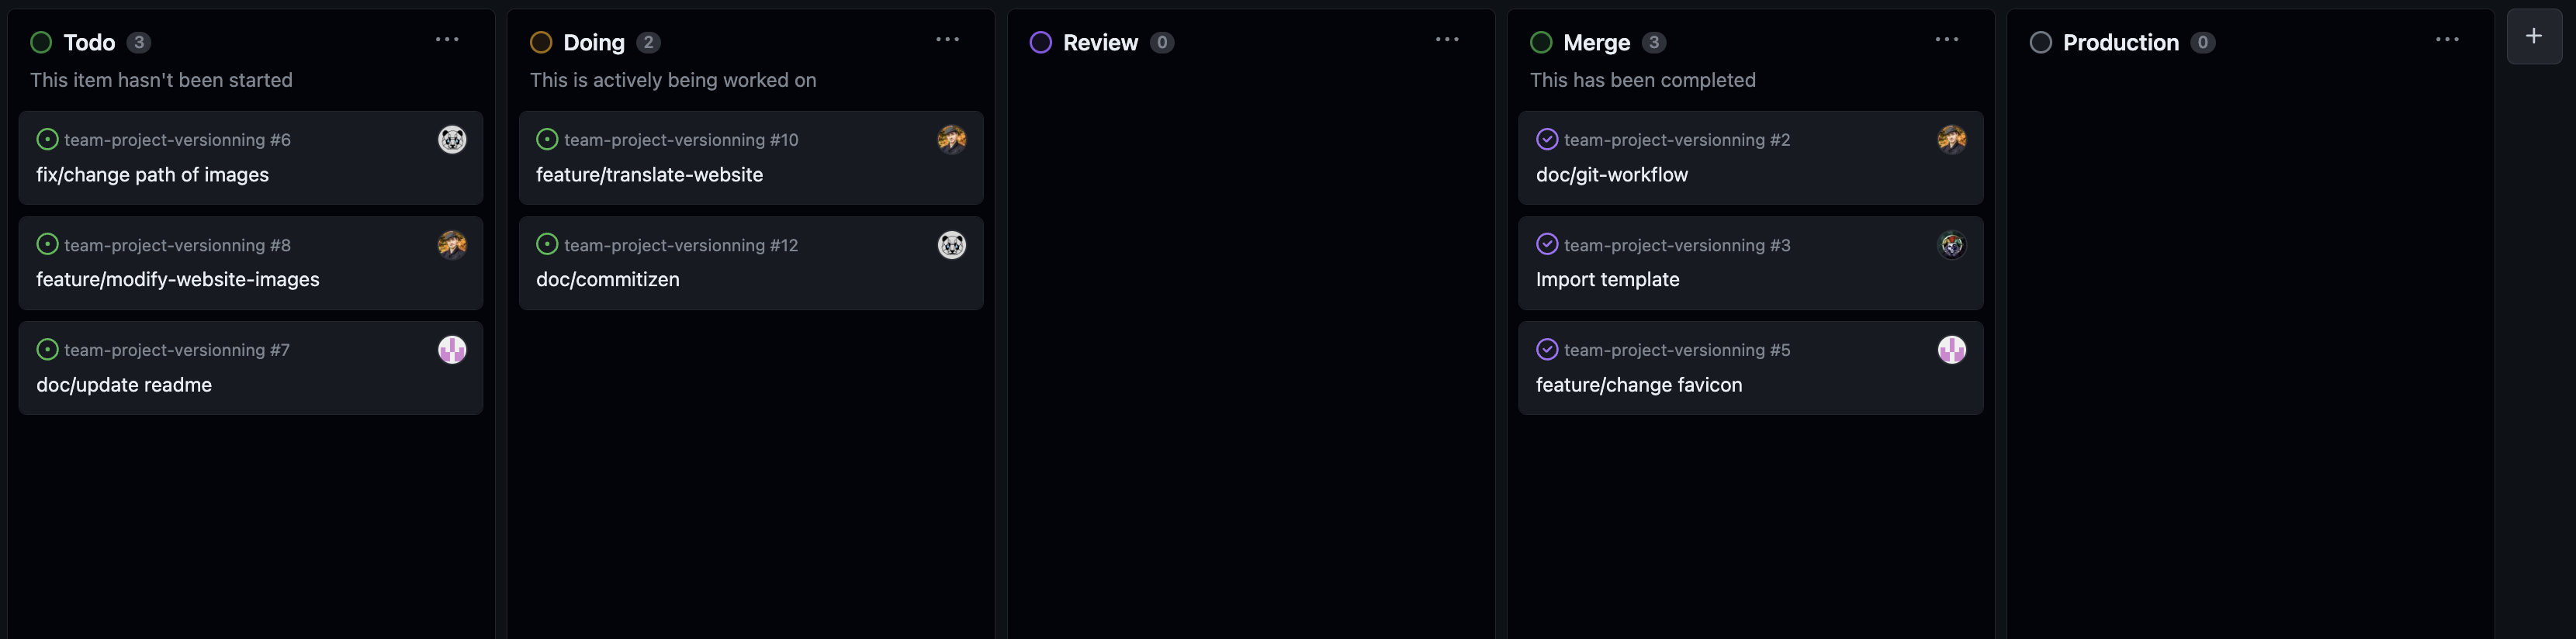 Todo 3
This item hasn't been started
team-project-versionning #6
fix/change path of images
team-project-versionning #8
feature/modify-website-images
team-project-versionning #7
doc/update readme
Doing 2
This is actively being worked on
team-project-versionning #10
feature/translate-website
team-project-versionning #12
doc/commitizen
Review 0
Merge 3
This has been completed
team-project-versionning #2
doc/git-workflow
team-project-versionning #3
Import template
team-project-versionning #5
feature/change favicon
Production 0